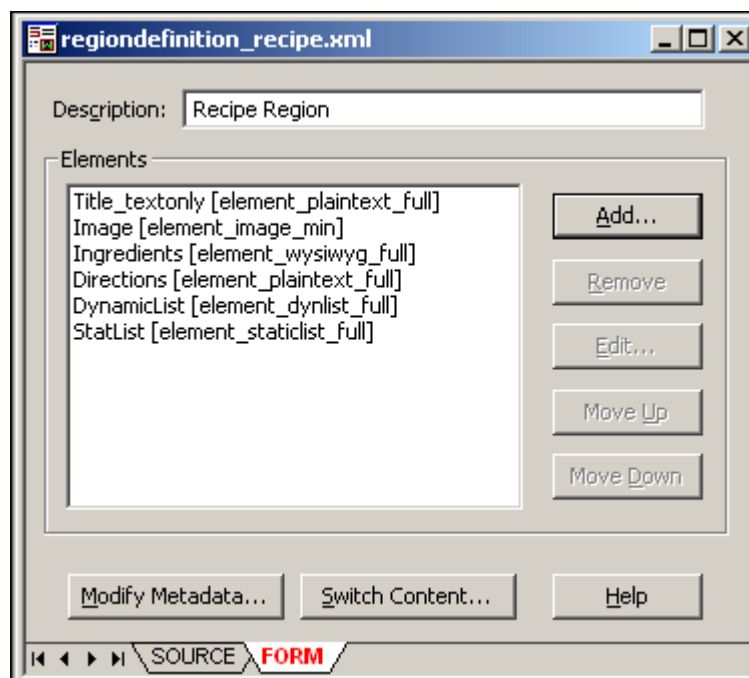 regiondefinition_recipe.xml
Description: Recipe Region
Elements
Title_textonly [element_plaintext_full]
Image [element_image_min]
Ingredients [element_wysiwyg_full]
Directions [element_plaintext_full]
DynamicList [element_dynlist_full]
StatList [element_staticlist_full]
Add...
Remove
Edit...
Move Up
Move Down
Modify Metadata... Switch Content... Help
SOURCE FORM